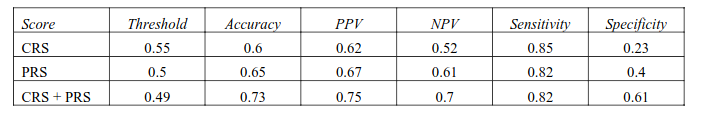 Score Threshold Accuracy PPV NPV Sensitivity Specificity
CRS 0.55 0.6 0.62 0.52 0.85 0.23
PRS 0.5 0.65 0.67 0.61 0.82 0.4
CRS + PRS 0.49 0.73 0.75 0.7 0.82 0.61